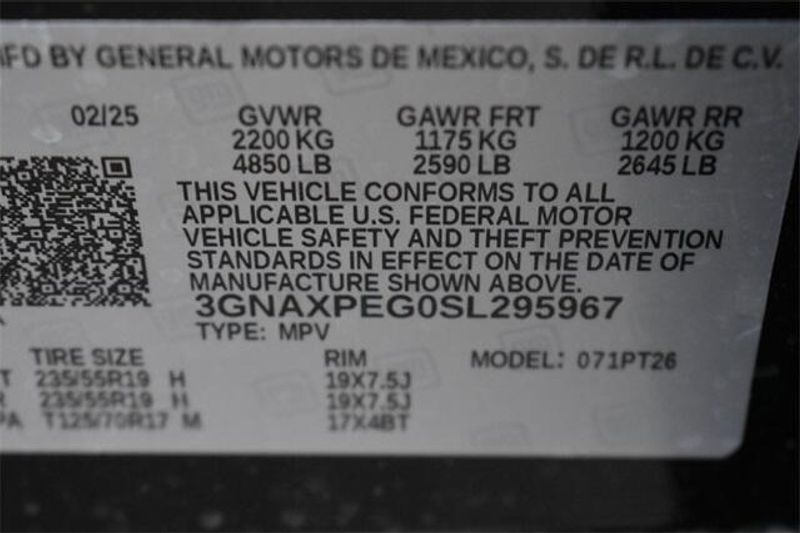 MFD BY GENERAL MOTORS DE MEXICO, S. DE R.L. DE C.V.
02/25 GVWR GAWR FRT GAWR RR
2200 KG 1175 KG 1200 KG
4850 LB 2590 LB 2645 LB
THIS VEHICLE CONFORMS TO ALL
APPLICABLE U.S. FEDERAL MOTOR
VEHICLE SAFETY AND THEFT PREVENTION
STANDARDS IN EFFECT ON THE DATE OF
MANUFACTURE SHOWN ABOVE.
3GNAXPEG0SL295967
TYPE: MPV
TIRE SIZE RIM MODEL: 071PT26
T 235/55R19 H 19X7.5J
R 235/55R19 H 19X7.5J
PA T125/70R17 M 17X4BT